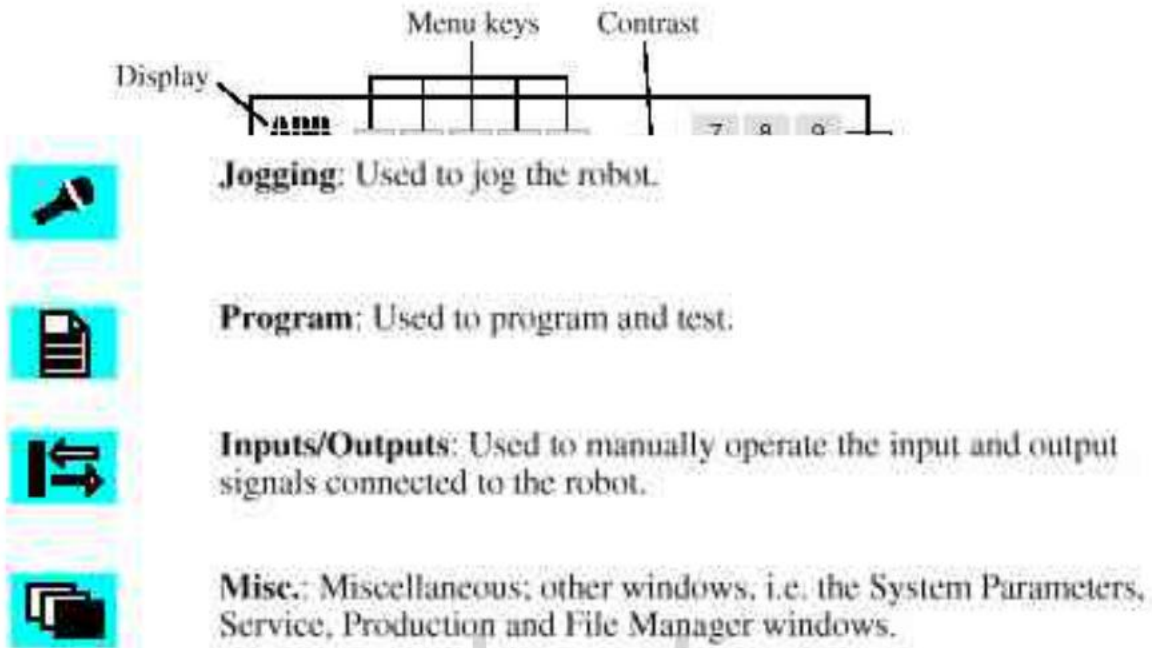 Menu keys Contrast
Display
7 8 9
Jogging: Used to jog the robot.
Program: Used to program and test.
Inputs/Outputs: Used to manually operate the input and output
signals connected to the robot.
Misc.: Miscellaneous; other windows, i.e. the System Parameters,
Service, Production and File Manager windows.